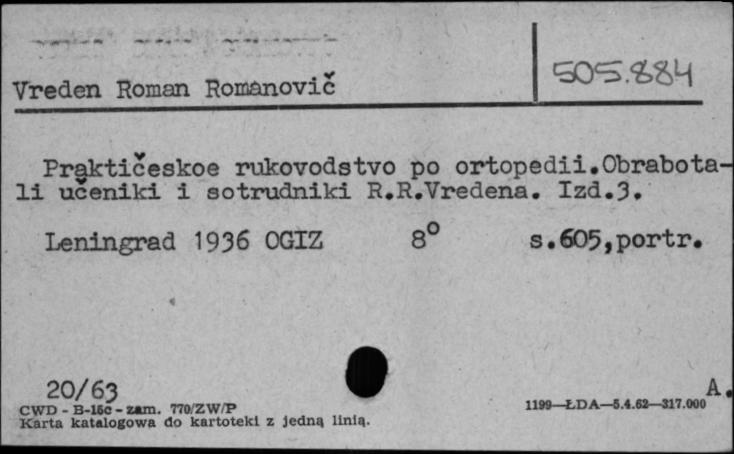 505.884
Vreden Roman Romanovič
Praktičeskoe rukovodstvo po ortopedii.Obrabota-
li učeniki i sotrudniki R.R.Vredena. Izd.3.
Leningrad 1936 OGIZ 8° s.605,portr.
20/63 A.
CWD - B-15c - zam. 770/ZW/P 1199—ŁDA—5.4.62—317.000
Karta katalogowa do kartoteki z jedną linią.